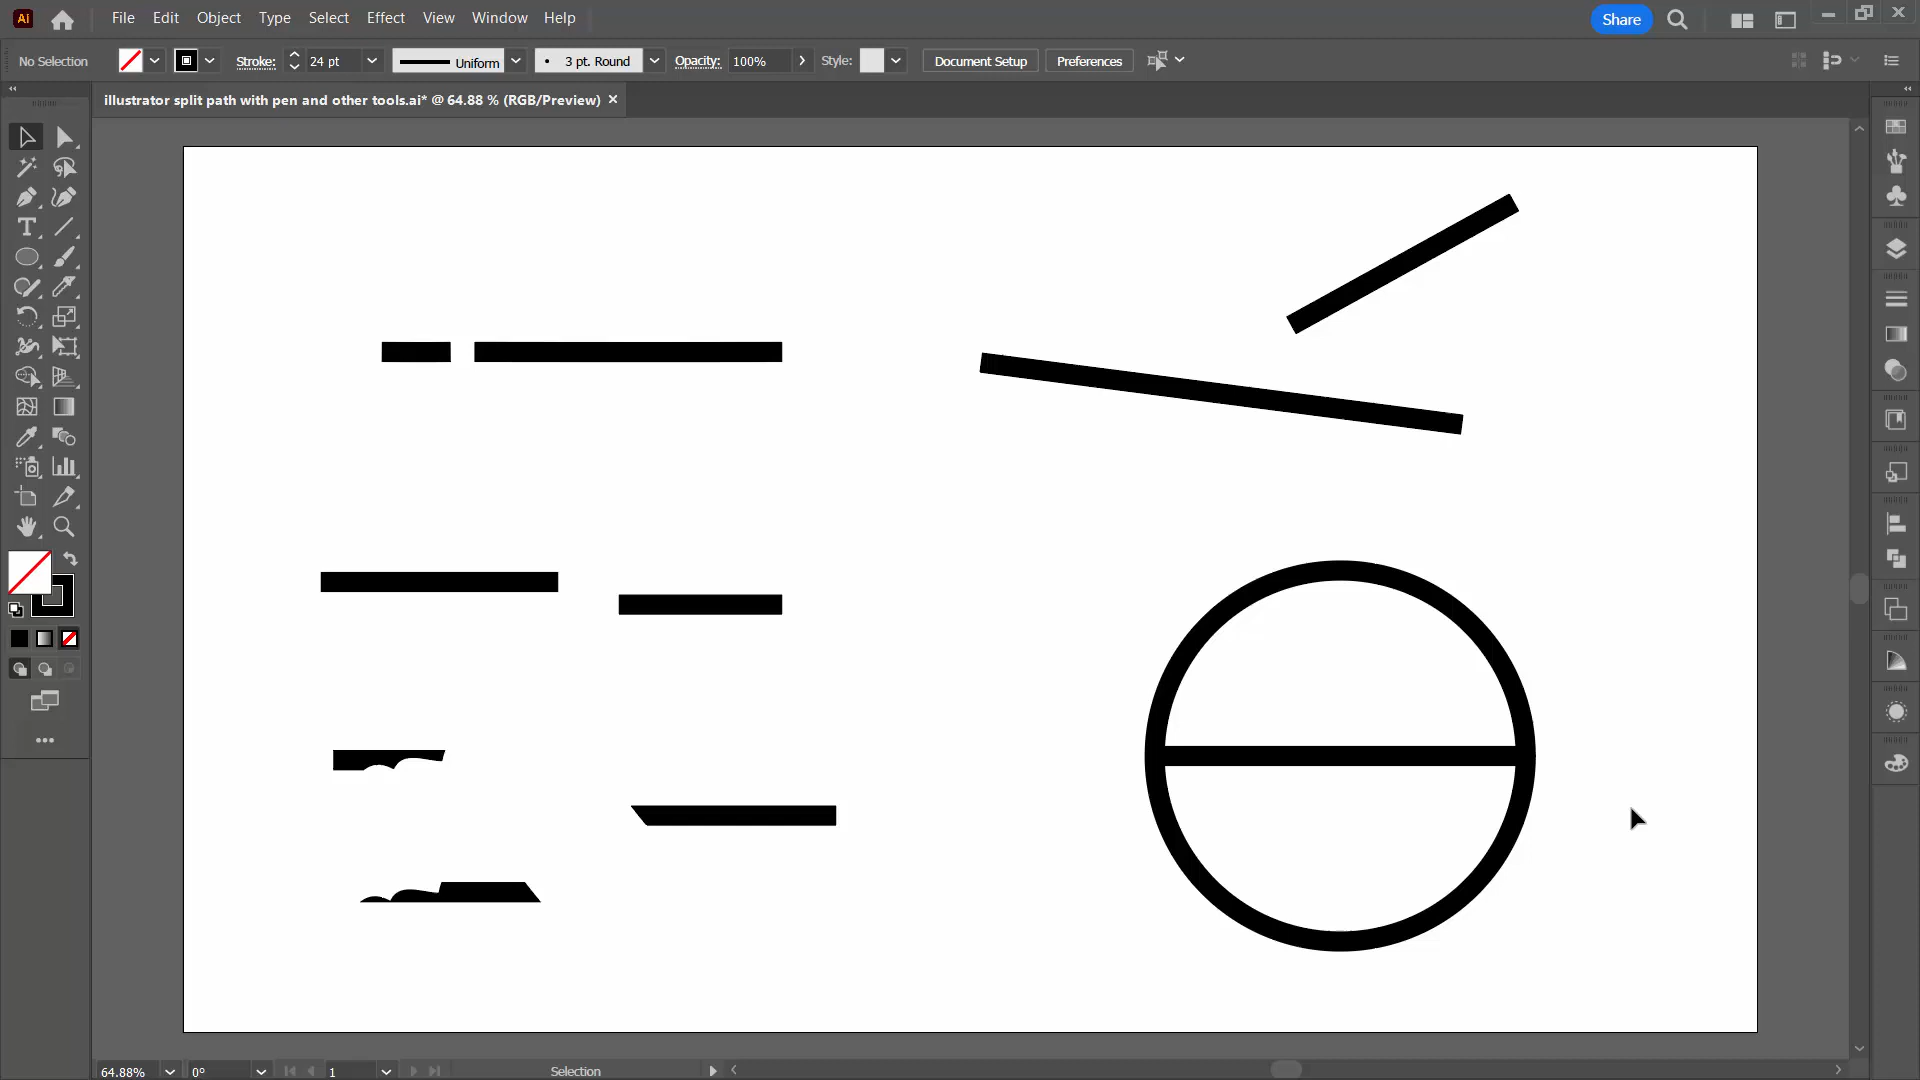 Ai File Edit Object Type Select Effect View Window Help Share
No Selection Stroke: 24 pt Uniform 3 pt. Round Opacity: 100% Style: Document Setup Preferences
illustrator split path with pen and other tools.ai* @ 64.88 % (RGB/Preview) ×
64.88% 0° 1 Selection